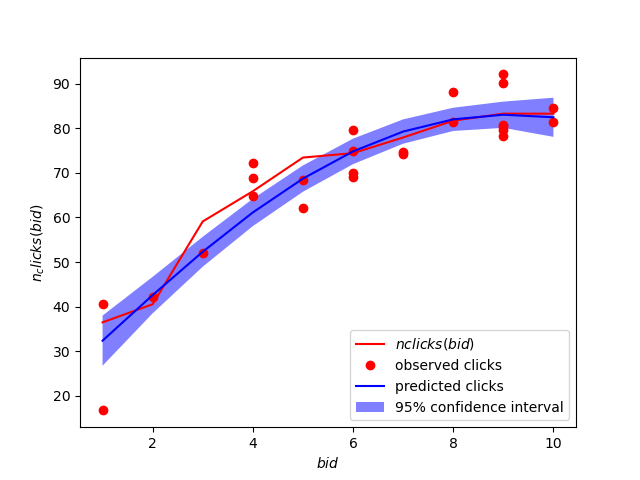 90
80
70
60
50
40
30
20
n_clicks(bid)
nclicks(bid)
observed clicks
predicted clicks
95% confidence interval
2
4
6
8
10
bid